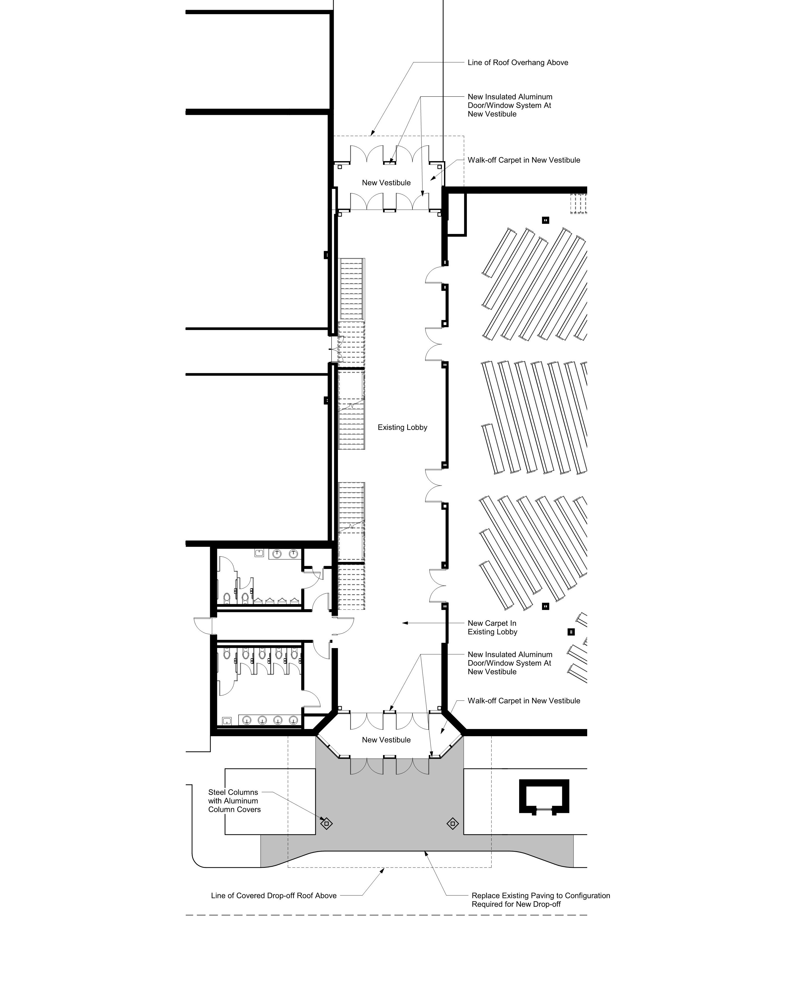 Line of Roof Overhang Above
New Insulated Aluminum
Door/Window System At
New Vestibule
Walk-off Carpet in New Vestibule
New Vestibule
Existing Lobby
New Carpet In
Existing Lobby
New Insulated Aluminum
Door/Window System At
New Vestibule
Walk-off Carpet in New Vestibule
New Vestibule
Steel Columns
with Aluminum
Column Covers
Line of Covered Drop-off Roof Above
Replace Existing Paving to Configuration
Required for New Drop-off